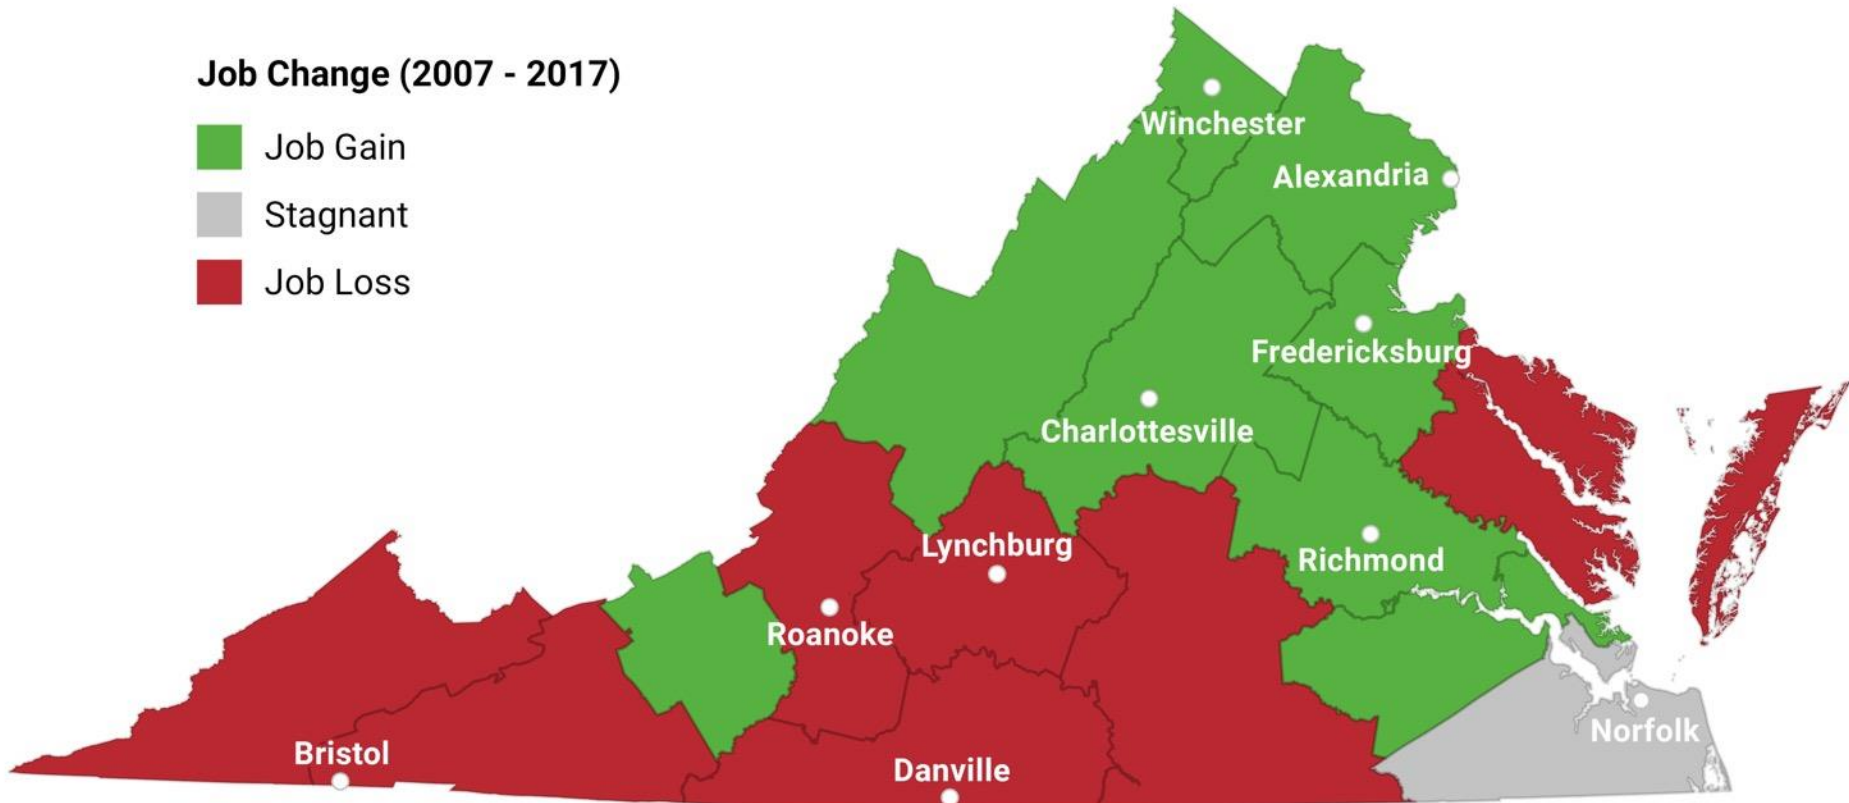 Job Change (2007 - 2017)
Job Gain
Stagnant
Job Loss
Winchester
Alexandria
Fredericksburg
Charlottesville
Lynchburg
Richmond
Roanoke
Norfolk
Bristol
Danville